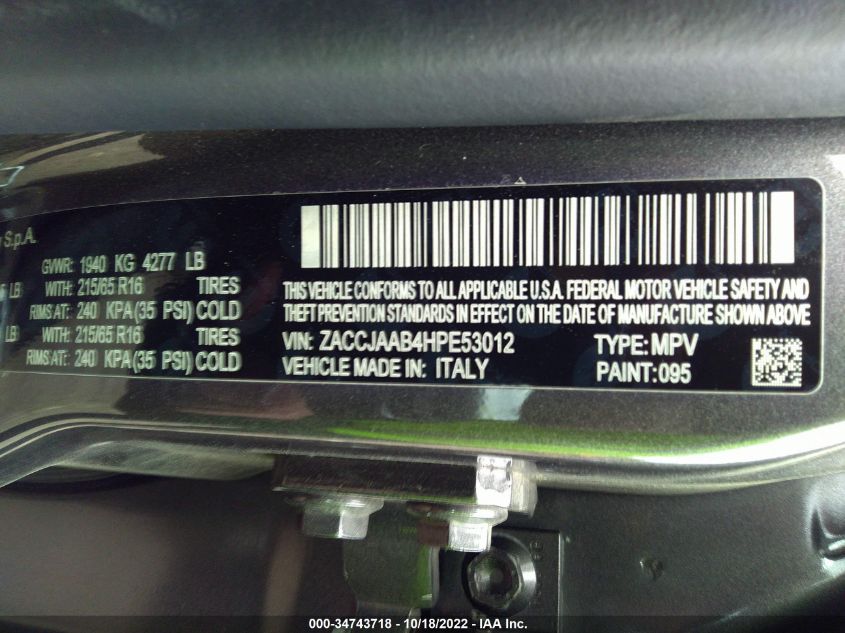 S.p.A.
GVWR: 1940 KG 4277 LB
LB WITH: 215/65 R16 TIRES
RIMS AT: 240 KPA (35 PSI) COLD
LB WITH: 215/65 R16 TIRES
RIMS AT: 240 KPA (35 PSI) COLD
THIS VEHICLE CONFORMS TO ALL APPLICABLE U.S.A. FEDERAL MOTOR VEHICLE SAFETY AND
THEFT PREVENTION STANDARDS IN EFFECT ON THE DATE OF MANUFACTURE SHOWN ABOVE
VIN: ZACCJAAB4HPE53012 TYPE: MPV
VEHICLE MADE IN: ITALY PAINT: 095
000-34743718 - 10/18/2022 - IAA Inc.